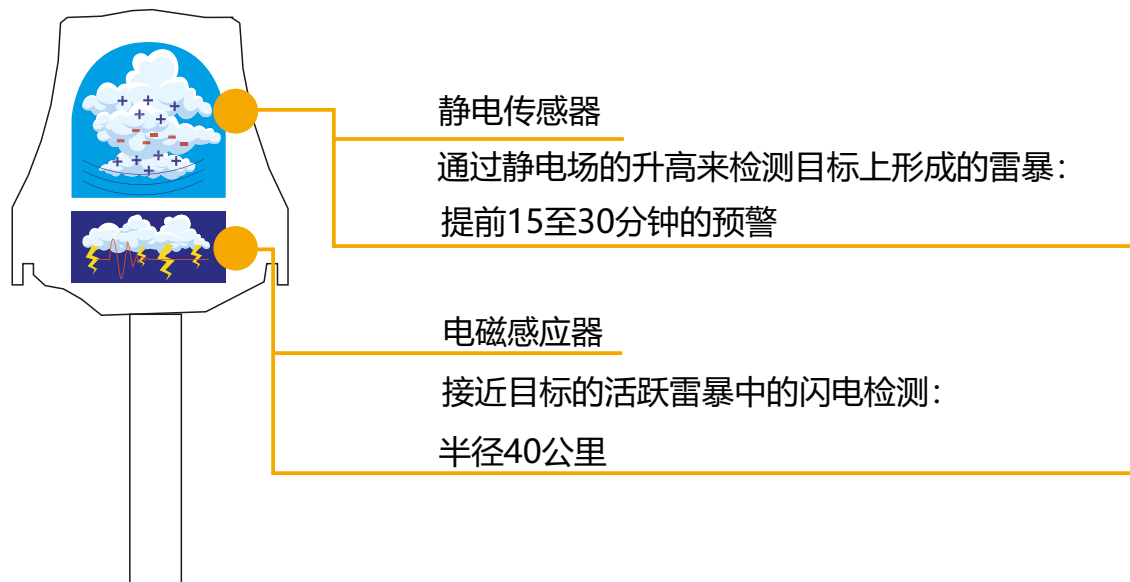 静电传感器
通过静电场的升高来检测目标上形成的雷暴：
提前15至30分钟的预警
电磁感应器
接近目标的活跃雷暴中的闪电检测：
半径40公里